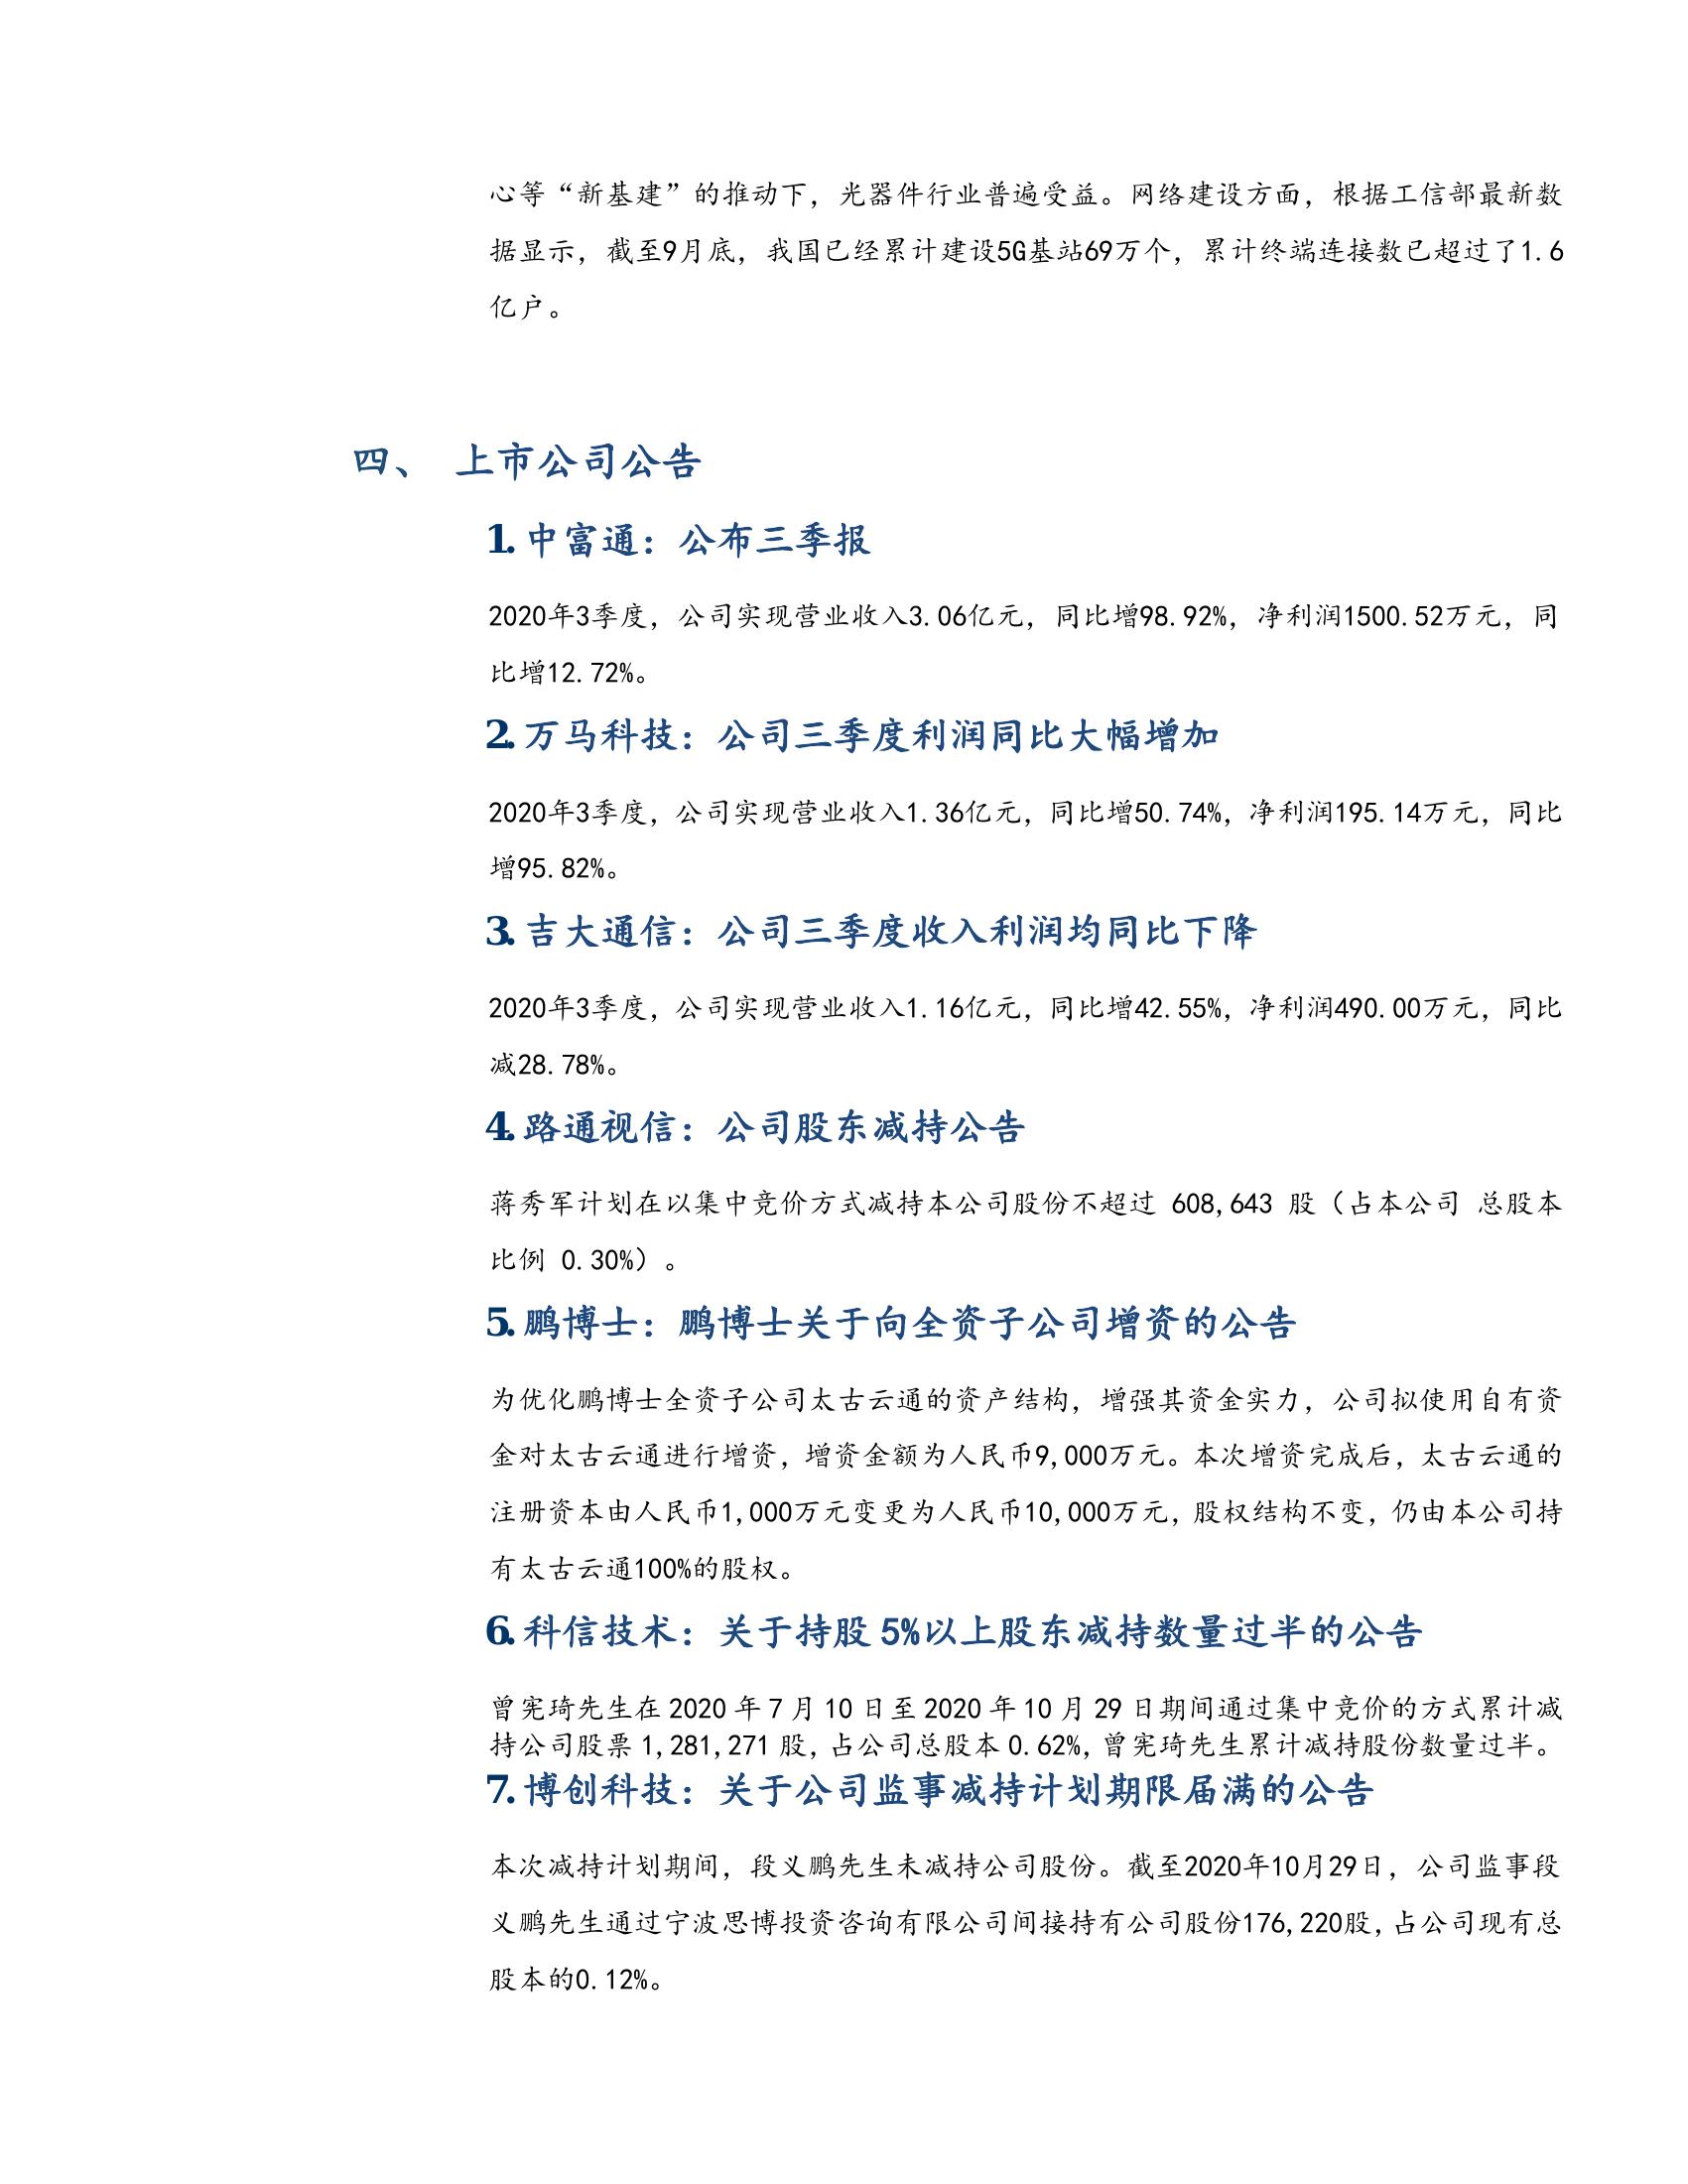 心等“新基建”的推动下，光器件行业普遍受益。网络建设方面，根据工信部最新数
据显示，截至9月底，我国已经累计建设5G基站69万个，累计终端连接数已超过了1.6
亿户。
四、 上市公司公告
1. 中富通：公布三季报
2020年3季度，公司实现营业收入3.06亿元，同比增98.92%，净利润1500.52万元，同
比增12.72%。
2. 万马科技：公司三季度利润同比大幅增加
2020年3季度，公司实现营业收入1.36亿元，同比增50.74%，净利润195.14万元，同比
增95.82%。
3. 吉大通信：公司三季度收入利润均同比下降
2020年3季度，公司实现营业收入1.16亿元，同比增42.55%，净利润490.00万元，同比
减28.78%。
4. 路通视信：公司股东减持公告
蒋秀军计划在以集中竞价方式减持本公司股份不超过 608,643 股（占本公司 总股本
比例 0.30%）。
5. 鹏博士：鹏博士关于向全资子公司增资的公告
为优化鹏博士全资子公司太古云通的资产结构，增强其资金实力，公司拟使用自有资
金对太古云通进行增资，增资金额为人民币9,000万元。本次增资完成后，太古云通的
注册资本由人民币1,000万元变更为人民币10,000万元，股权结构不变，仍由本公司持
有太古云通100%的股权。
6. 科信技术：关于持股 5%以上股东减持数量过半的公告
曾宪琦先生在 2020 年 7 月 10 日至 2020 年 10 月 29 日期间通过集中竞价的方式累计减
持公司股票 1,281,271 股，占公司总股本 0.62%，曾宪琦先生累计减持股份数量过半。
7. 博创科技：关于公司监事减持计划期限届满的公告
本次减持计划期间，段义鹏先生未减持公司股份。截至2020年10月29日，公司监事段
义鹏先生通过宁波思博投资咨询有限公司间接持有公司股份176,220股，占公司现有总
股本的0.12%。